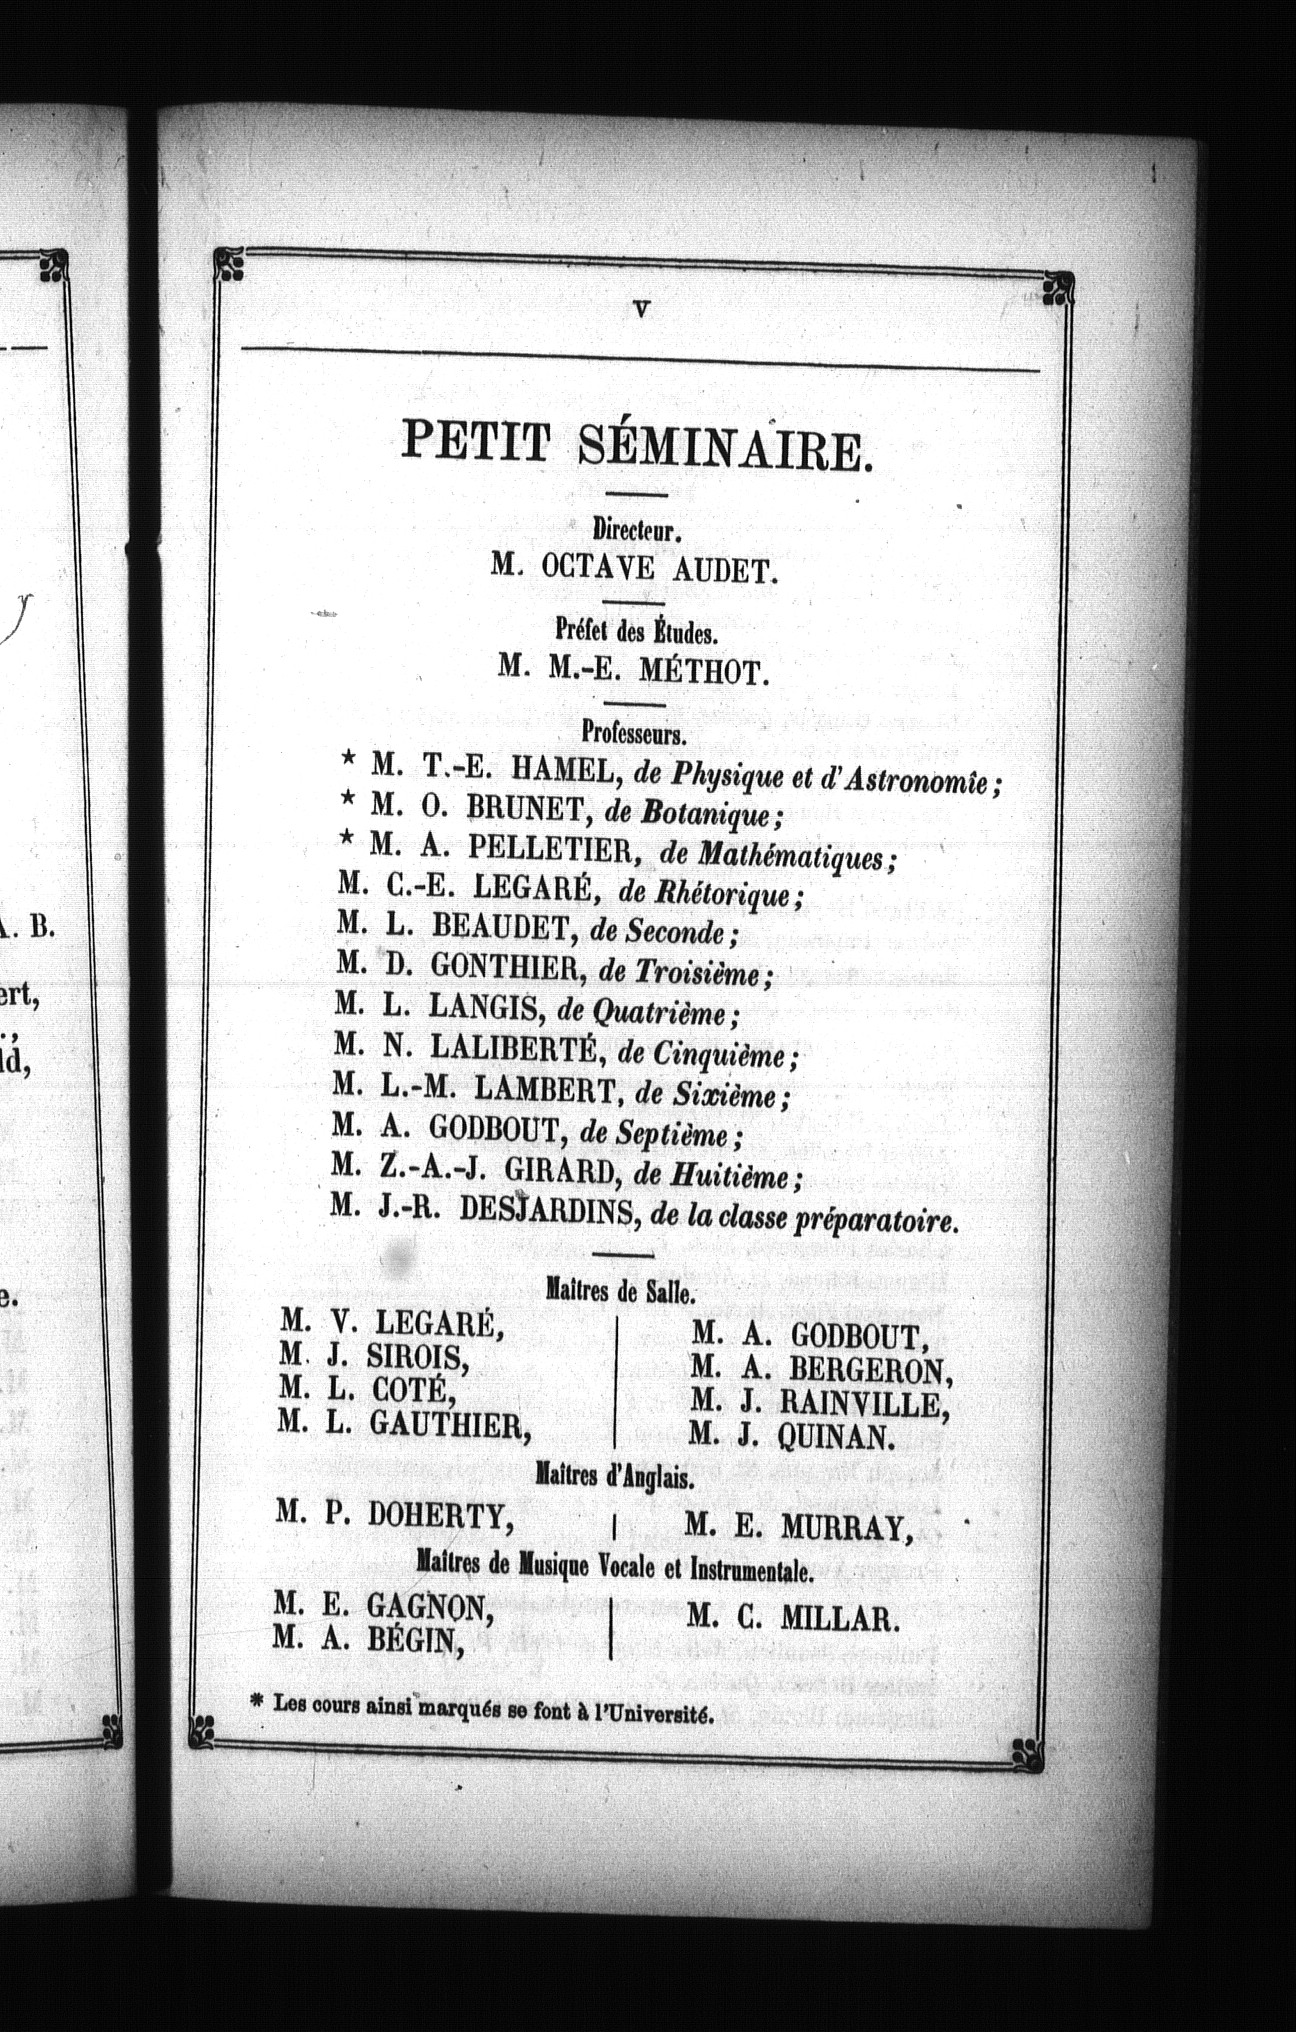 V
PETIT SÉMINAIRE.
Directeur.
M. OCTAVE AUDET.
Préfet des Études.
M. M.-E. MÉTHOT.
Professeurs.
* M. T.-E. HAMEL, de Physique et d'Astronomie;
* M. O. BRUNET, de Botanique;
* M. A. PELLETIER, de Mathématiques;
M. C.-E. LEGARÉ, de Rhétorique;
M. L. BEAUDET, de Seconde;
M. D. GONTHIER, de Troisième;
M. L. LANGIS, de Quatrième;
M. N. LALIBERTÉ, de Cinquième;
M. L.-M. LAMBERT, de Sixième;
M. A. GODBOUT, de Septième;
M. Z.-A.-J. GIRARD, de Huitième;
M. J.-R. DESJARDINS, de la classe préparatoire.
Maîtres de Salle.
M. V. LEGARÉ,
M. J. SIROIS,
M. L. COTÉ,
M. L. GAUTHIER,
M. A. GODBOUT,
M. A. BERGERON,
M. J. RAINVILLE,
M. J. QUINAN.
Maîtres d'Anglais.
M. P. DOHERTY,
M. E. MURRAY,
Maîtres de Musique Vocale et Instrumentale.
M. E. GAGNON,
M. A. BÉGIN,
M. C. MILLAR.
* Les cours ainsi marqués se font à l'Université.